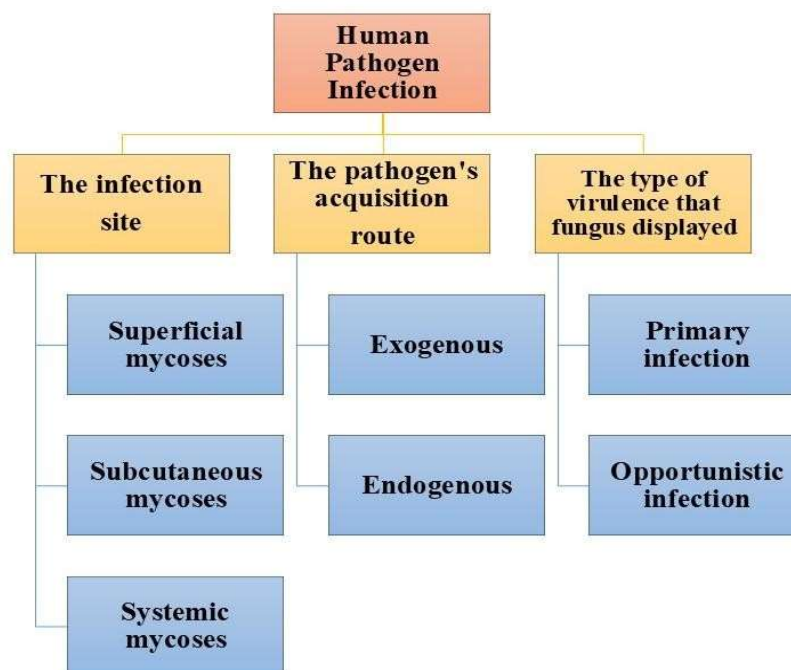 Human
Pathogen
Infection
The infection
site
The pathogen's
acquisition
route
The type of
virulence that
fungus displayed
Superficial
mycoses
Exogenous
Primary
infection
Subcutaneous
mycoses
Endogenous
Opportunistic
infection
Systemic
mycoses